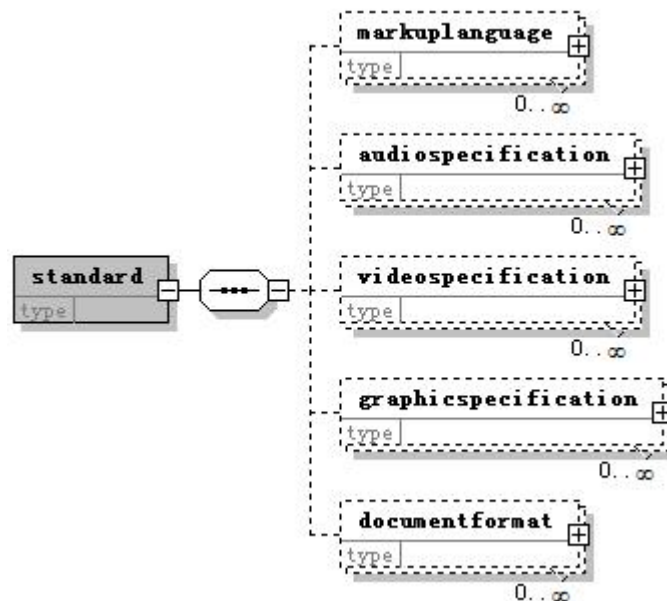 markuplanguage
type
0..∞
audiospecification
type
0..∞
standard
type
videospecification
type
0..∞
graphicspecification
type
0..∞
documentformat
type
0..∞